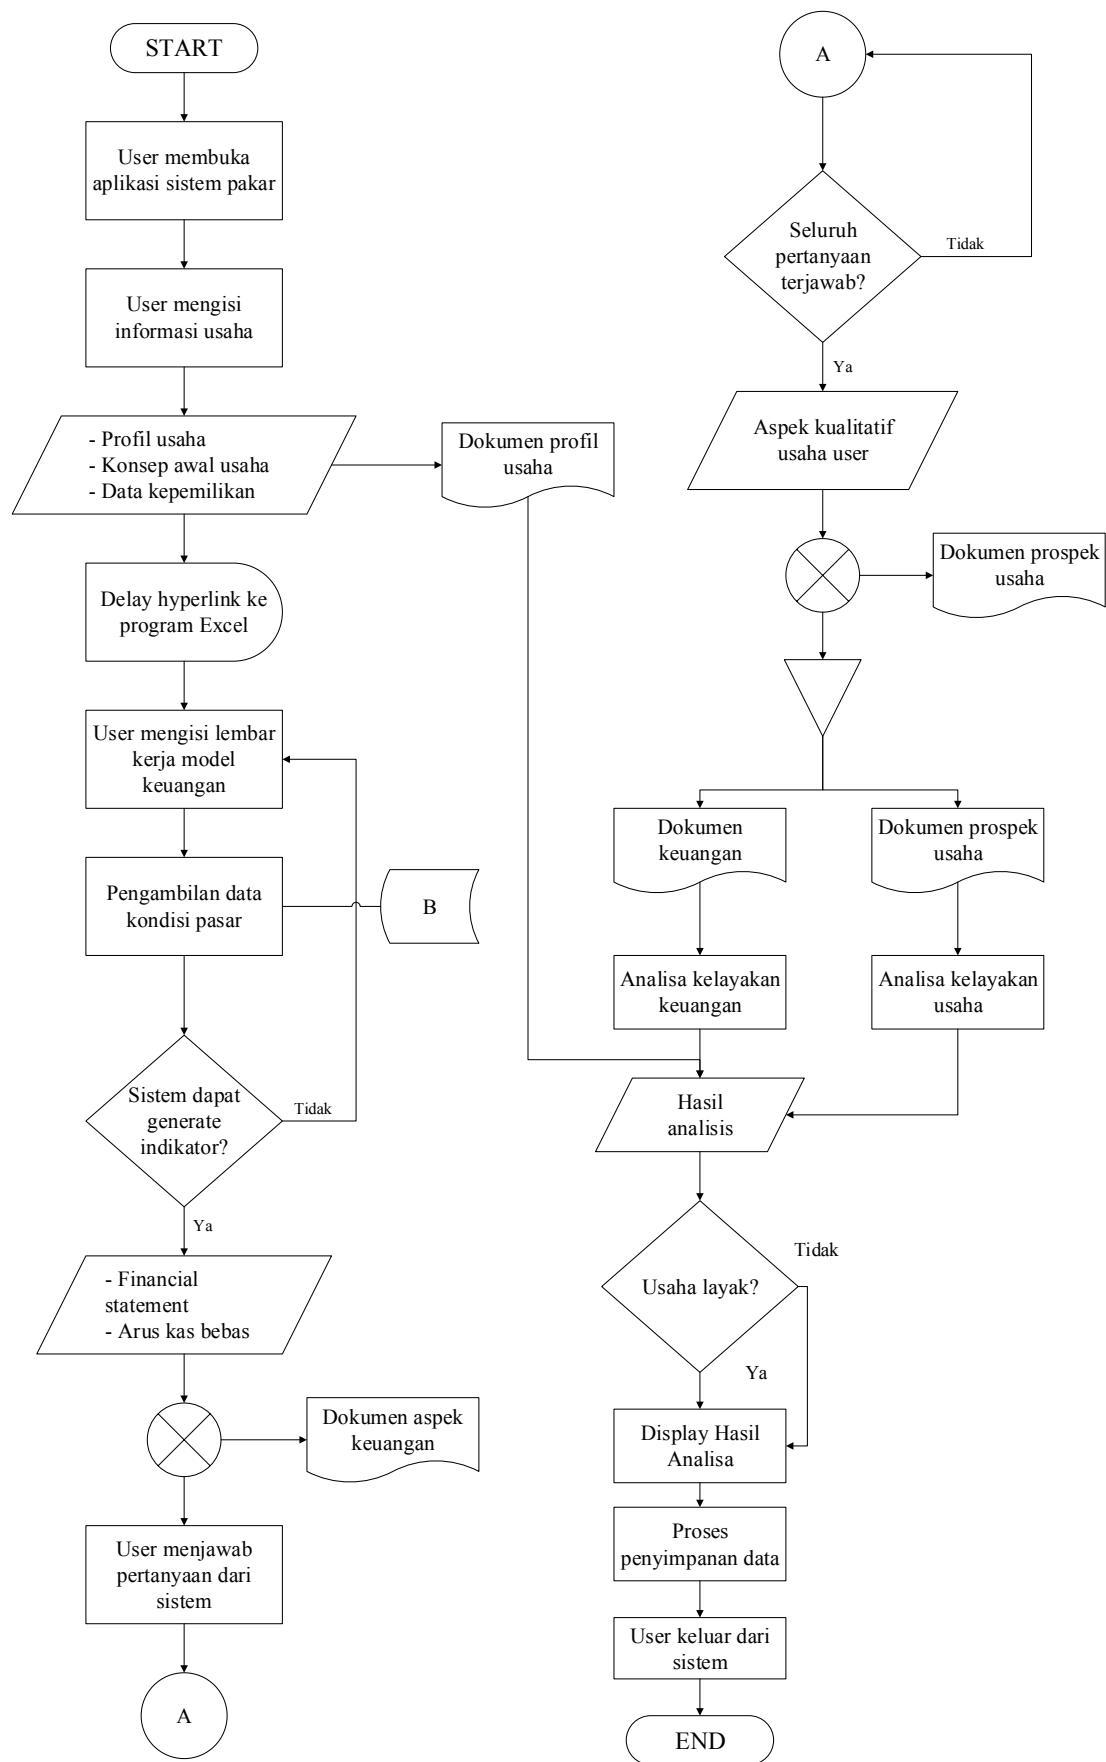 START
User membuka
aplikasi sistem pakar
User mengisi
informasi usaha
- Profil usaha
- Konsep awal usaha
- Data kepemilikan
Dokumen profil
usaha
Delay hyperlink ke
program Excel
User mengisi lembar
kerja model
keuangan
Pengambilan data
kondisi pasar
B
Sistem dapat
generate
indikator?
Tidak
Ya
- Financial
statement
- Arus kas bebas
Dokumen aspek
keuangan
User menjawab
pertanyaan dari
sistem
A
A
Seluruh
pertanyaan
terjawab?
Tidak
Ya
Aspek kualitatif
usaha user
Dokumen prospek
usaha
Dokumen
keuangan
Dokumen prospek
usaha
Analisa kelayakan
keuangan
Analisa kelayakan
usaha
Hasil
analisis
Usaha layak?
Tidak
Ya
Display Hasil
Analisa
Proses
penyimpanan data
User keluar dari
sistem
END